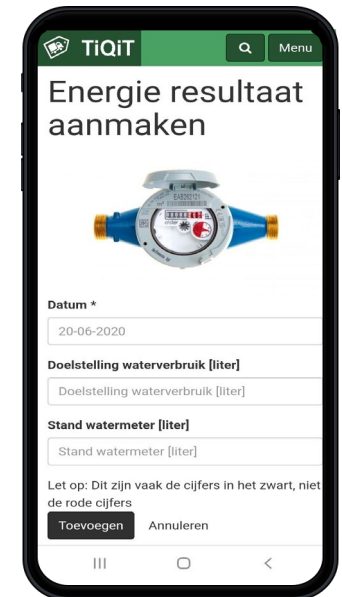 TiQiT
Menu
Energie resultaat
aanmaken
EAB262121
Datum *
20-06-2020
Doelstelling waterverbruik [liter]
Doelstelling waterverbruik [liter]
Stand watermeter [liter]
Stand watermeter [liter]
Let op: Dit zijn vaak de cijfers in het zwart, niet
de rode cijfers
Toevoegen Annuleren